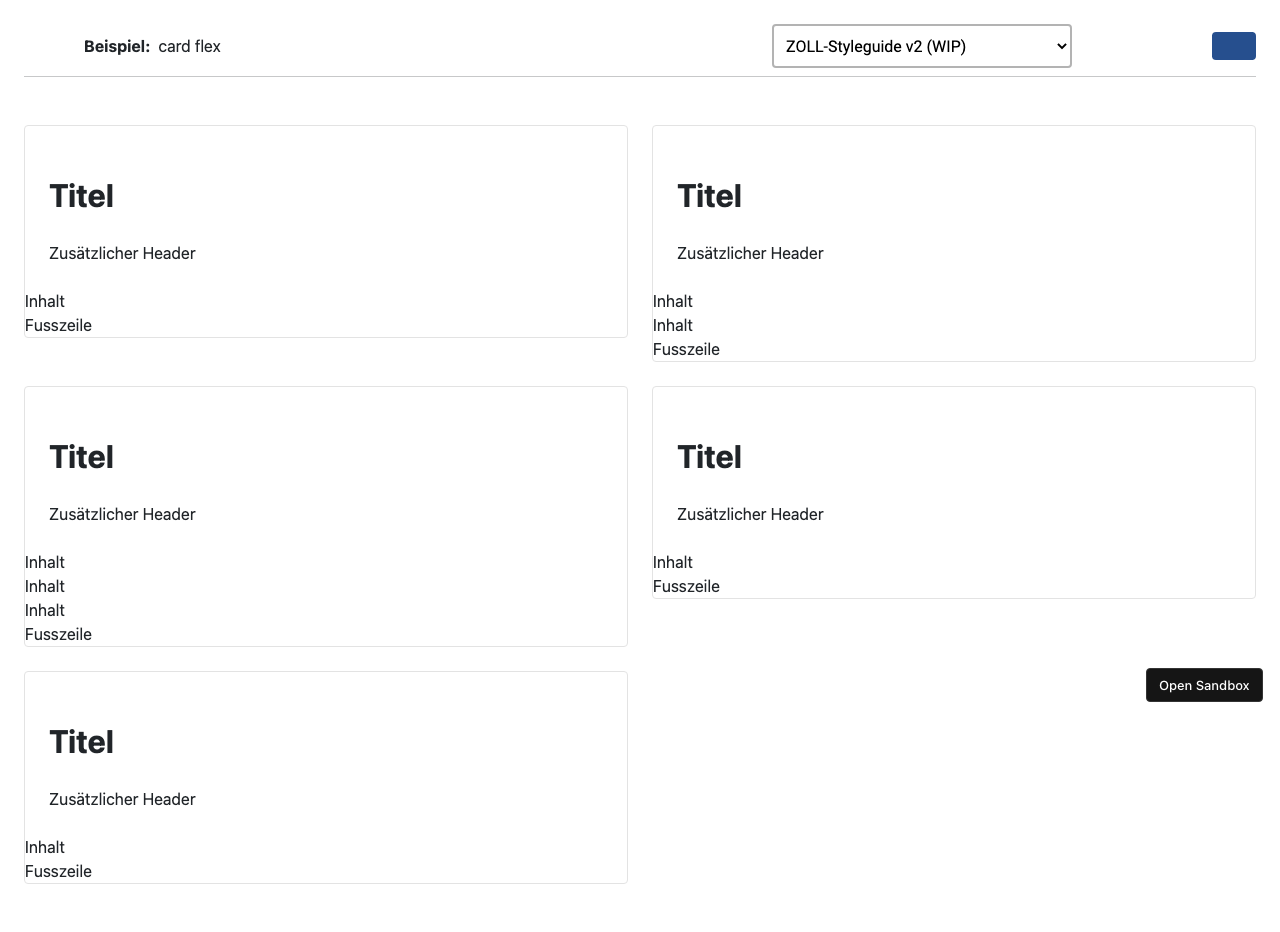 Beispiel: card flex
ZOLL-Styleguide v2 (WIP)
Titel
Zusätzlicher Header
Inhalt
Fusszeile
Titel
Zusätzlicher Header
Inhalt
Inhalt
Fusszeile
Titel
Zusätzlicher Header
Inhalt
Inhalt
Inhalt
Fusszeile
Titel
Zusätzlicher Header
Inhalt
Fusszeile
Titel
Zusätzlicher Header
Inhalt
Fusszeile
Open Sandbox